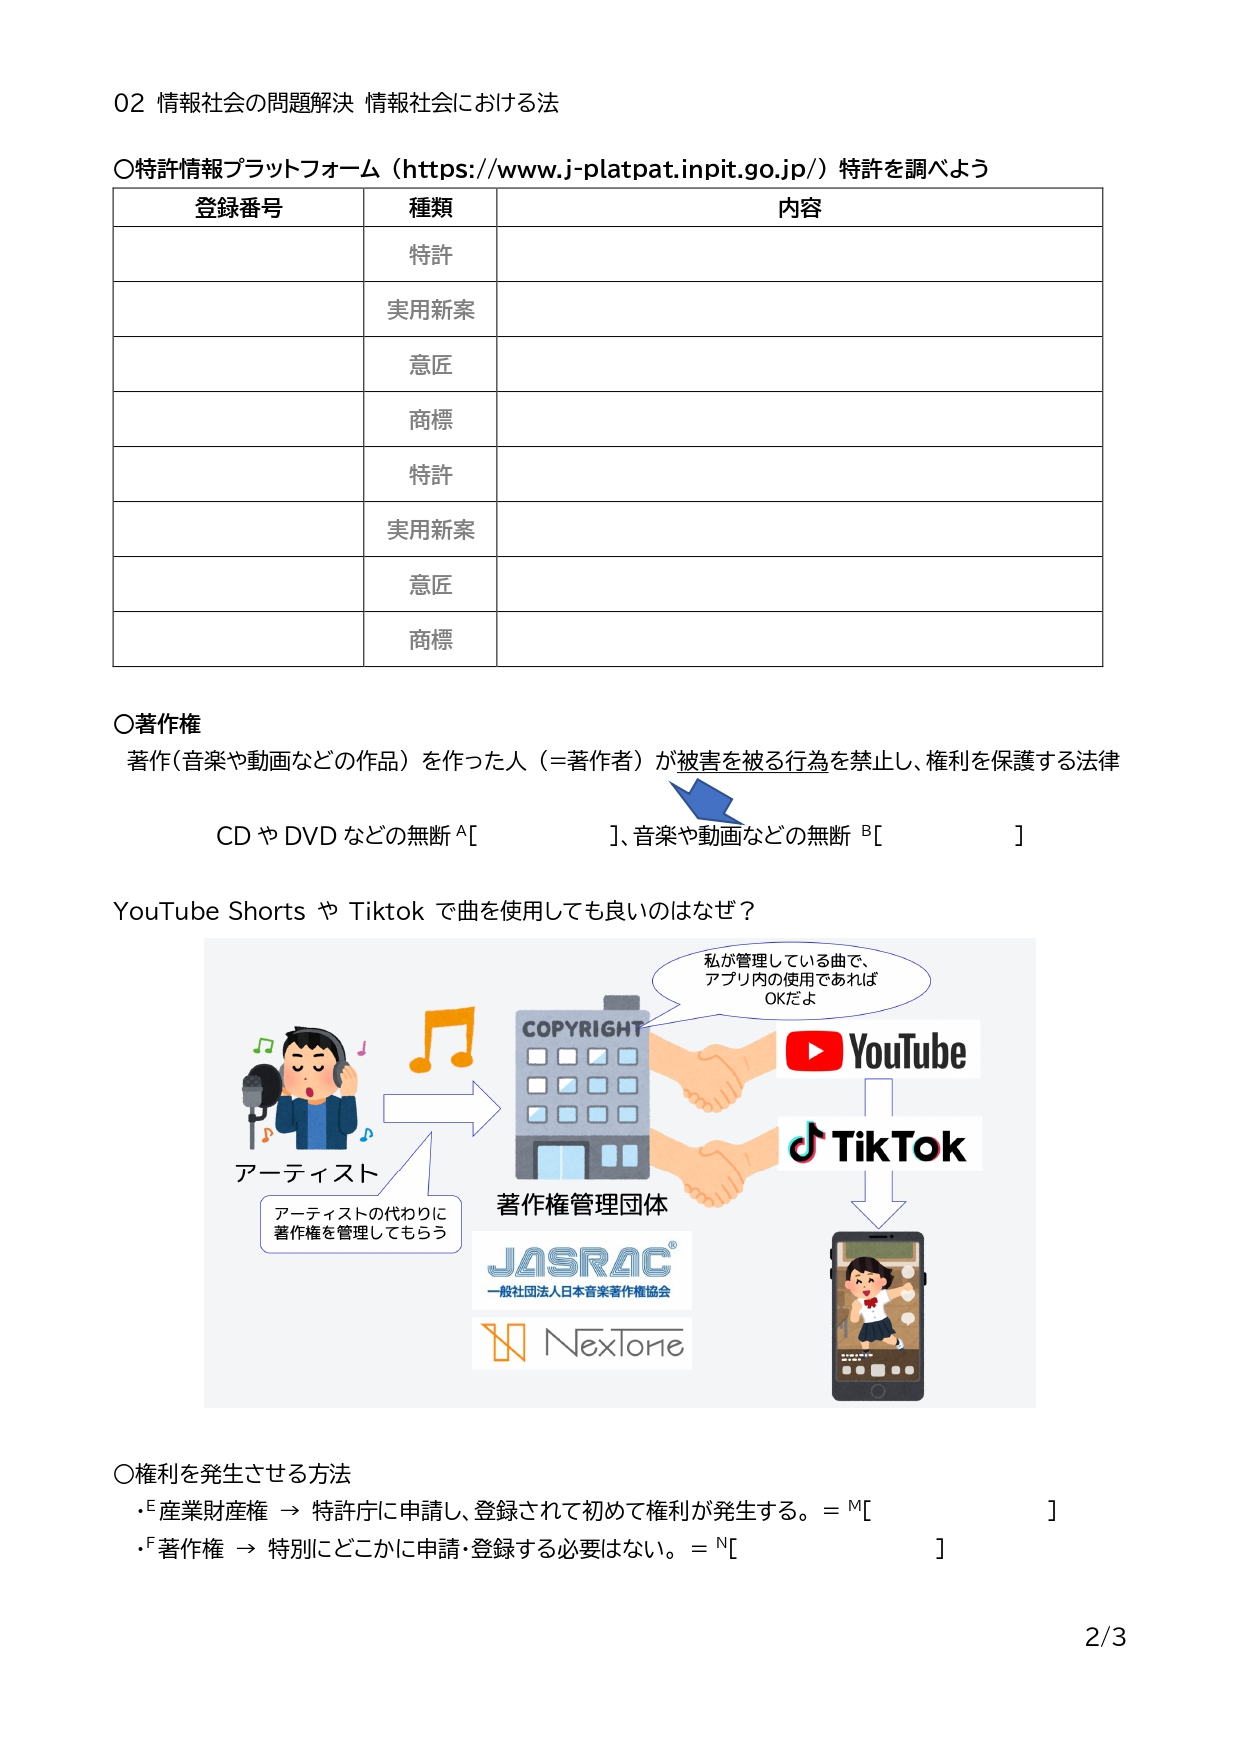 02 情報社会の問題解決 情報社会における法
〇特許情報プラットフォーム（https://www.j-platpat.inpit.go.jp/）特許を調べよう
登録番号 種類 内容
特許
実用新案
意匠
商標
特許
実用新案
意匠
商標
〇著作権
著作（音楽や動画などの作品）を作った人（＝著作者）が被害を被る行為を禁止し、権利を保護する法律
CD や DVD などの無断 A[ ]、音楽や動画などの無断 B[ ]
YouTube Shorts や Tiktok で曲を使用しても良いのはなぜ？
私が管理している曲で、
アプリ内の使用であれば
OKだよ
COPYRIGHT
YouTube
TikTok
アーティスト
アーティストの代わりに
著作権を管理してもらう
著作権管理団体
JASRAC®
一般社団法人日本音楽著作権協会
NexTone
〇権利を発生させる方法
・E産業財産権 → 特許庁に申請し、登録されて初めて権利が発生する。＝ M[ ]
・F著作権 → 特別にどこかに申請・登録する必要はない。＝ N[ ]
2/3